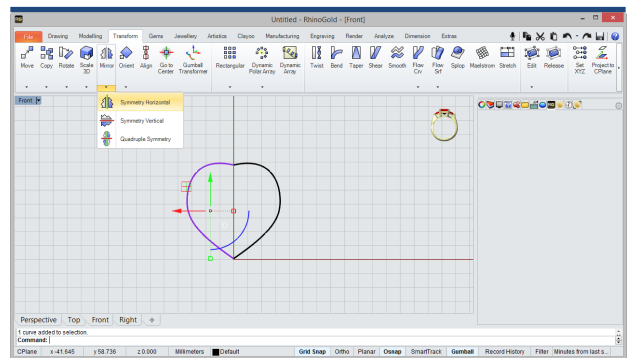 Untitled - RhinoGold - [Front]
File Drawing Modelling Transform Gems Jewellery Artistics Clayoo Manufacturing Engraving Render Analyze Dimension Extras
Move Copy Rotate Scale 3D Mirror Orient Align Go to Center Gumball Transformer Rectangular Dynamic Polar Array Dynamic Array Twist Bend Taper Shear Smooth Flow Crv Flow Srf Splop Maelstrom Stretch Edit Release Set XYZ Project to CPlane
Front
Symmetry Horizontal
Symmetry Vertical
Quadruple Symmetry
Perspective Top Front Right
1 curve added to selection.
Command:
CPlane x -41.645 y 58.736 z 0.000 Millimeters Default Grid Snap Ortho Planar Osnap SmartTrack Gumball Record History Filter Minutes from last s...